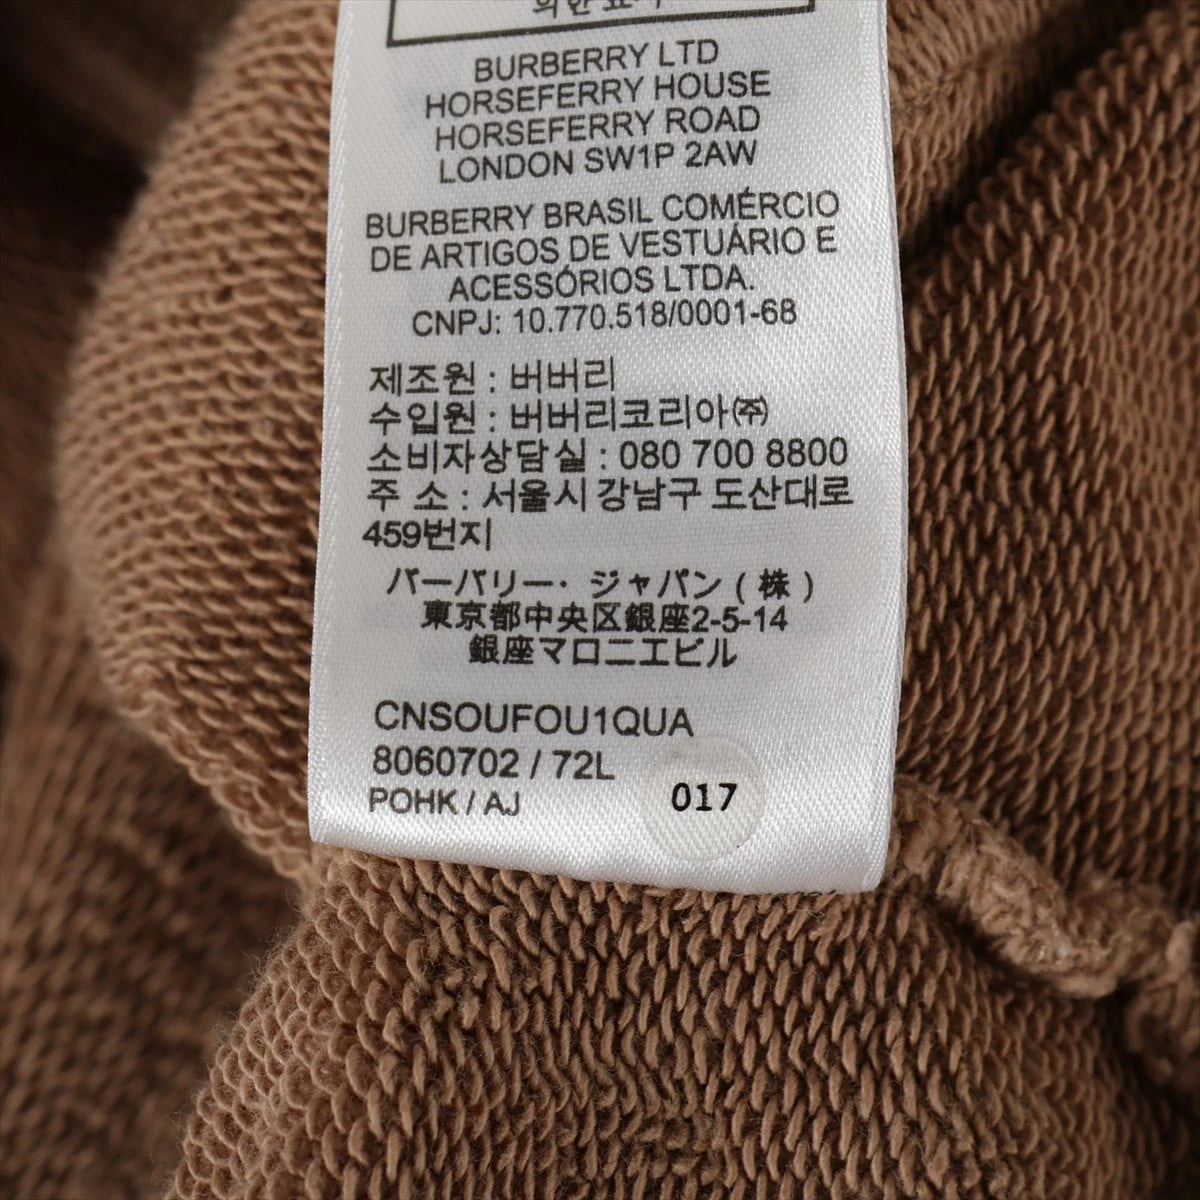 의한 표시
BURBERRY LTD
HORSEFERRY HOUSE
HORSEFERRY ROAD
LONDON SW1P 2AW
BURBERRY BRASIL COMÉRCIO
DE ARTIGOS DE VESTUÁRIO E
ACESSÓRIOS LTDA.
CNPJ: 10.770.518/0001-68
제조원 : 버버리
수입원 : 버버리코리아㈜
소비자상담실 : 080 700 8800
주 소 : 서울시 강남구 도산대로
459번지
バーバリー・ジャパン ( 株 )
東京都中央区銀座2-5-14
銀座マロニエビル
CNSOUFOU1QUA
8060702 / 72L
POHK / AJ
017